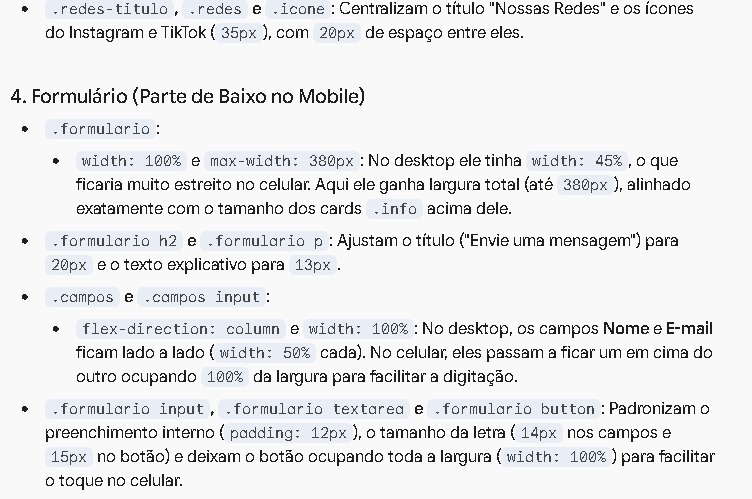 • .redes-titulo , .redes e .icone : Centralizam o título "Nossas Redes" e os ícones
do Instagram e TikTok ( 35px ), com 20px de espaço entre eles.
4. Formulário (Parte de Baixo no Mobile)
• .formulario :
• width: 100% e max-width: 380px : No desktop ele tinha width: 45% , o que
ficaria muito estreito no celular. Aqui ele ganha largura total (até 380px ), alinhado
exatamente com o tamanho dos cards .info acima dele.
• .formulario h2 e .formulario p : Ajustam o título ("Envie uma mensagem") para
20px e o texto explicativo para 13px .
• .campos e .campos input :
• flex-direction: column e width: 100% : No desktop, os campos Nome e E-mail
ficam lado a lado ( width: 50% cada). No celular, eles passam a ficar um em cima do
outro ocupando 100% da largura para facilitar a digitação.
• .formulario input , .formulario textarea e .formulario button : Padronizam o
preenchimento interno ( padding: 12px ), o tamanho da letra ( 14px nos campos e
15px no botão) e deixam o botão ocupando toda a largura ( width: 100% ) para facilitar
o toque no celular.